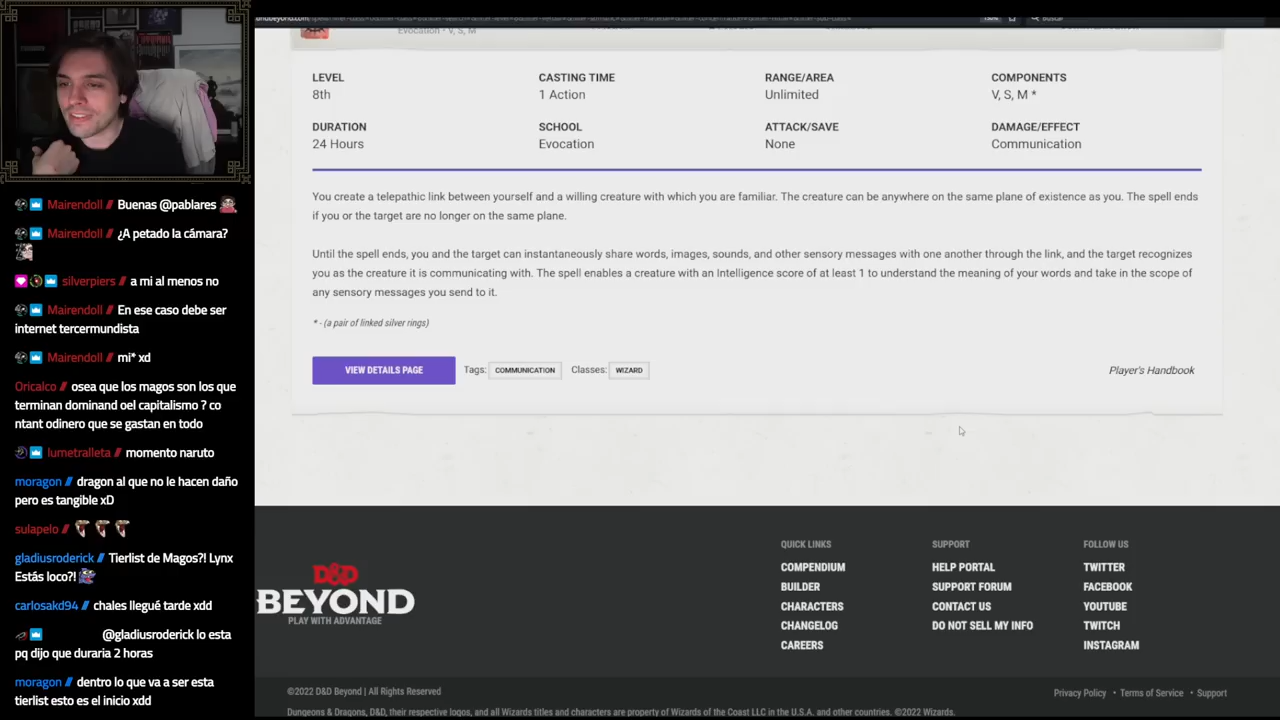 Evocation • V, S, M
LEVEL
8th
CASTING TIME
1 Action
RANGE/AREA
Unlimited
COMPONENTS
V, S, M *
DURATION
24 Hours
SCHOOL
Evocation
ATTACK/SAVE
None
DAMAGE/EFFECT
Communication
You create a telepathic link between yourself and a willing creature with which you are familiar. The creature can be anywhere on the same plane of existence as you. The spell ends
if you or the target are no longer on the same plane.
Until the spell ends, you and the target can instantaneously share words, images, sounds, and other sensory messages with one another through the link, and the target recognizes
you as the creature it is communicating with. The spell enables a creature with an Intelligence score of at least 1 to understand the meaning of your words and take in the scope of
any sensory messages you send to it.
* - (a pair of linked silver rings)
VIEW DETAILS PAGE
Tags: COMMUNICATION Classes: WIZARD
Player's Handbook
Mairendoll // Buenas @pablares
Mairendoll // ¿A petado la cámara?
silverpiers // a mi al menos no
Mairendoll // En ese caso debe ser
internet tercermundista
Mairendoll // mi* xd
Oricalco // osea que los magos son los que
terminan dominand oel capitalismo ? co
ntant odinero que se gastan en todo
lumetralleta // momento naruto
moragon // dragon al que no le hacen daño
pero es tangible xD
sulapelo //
gladiusroderick // Tierlist de Magos?! Lynx
Estás loco?!
carlosakd94 // chales llegué tarde xdd
@gladiusroderick lo esta
pq dijo que duraria 2 horas
moragon // dentro lo que va a ser esta
tierlist esto es el inicio xdd
D&D
BEYOND
PLAY WITH ADVANTAGE
QUICK LINKS
COMPENDIUM
BUILDER
CHARACTERS
CHANGELOG
CAREERS
SUPPORT
HELP PORTAL
SUPPORT FORUM
CONTACT US
DO NOT SELL MY INFO
FOLLOW US
TWITTER
FACEBOOK
YOUTUBE
TWITCH
INSTAGRAM
©2022 D&D Beyond | All Rights Reserved
Privacy Policy • Terms of Service • Support
Dungeons & Dragons, D&D, their respective logos, and all Wizards titles and characters are property of Wizards of the Coast LLC in the U.S.A. and other countries. ©2022 Wizards.